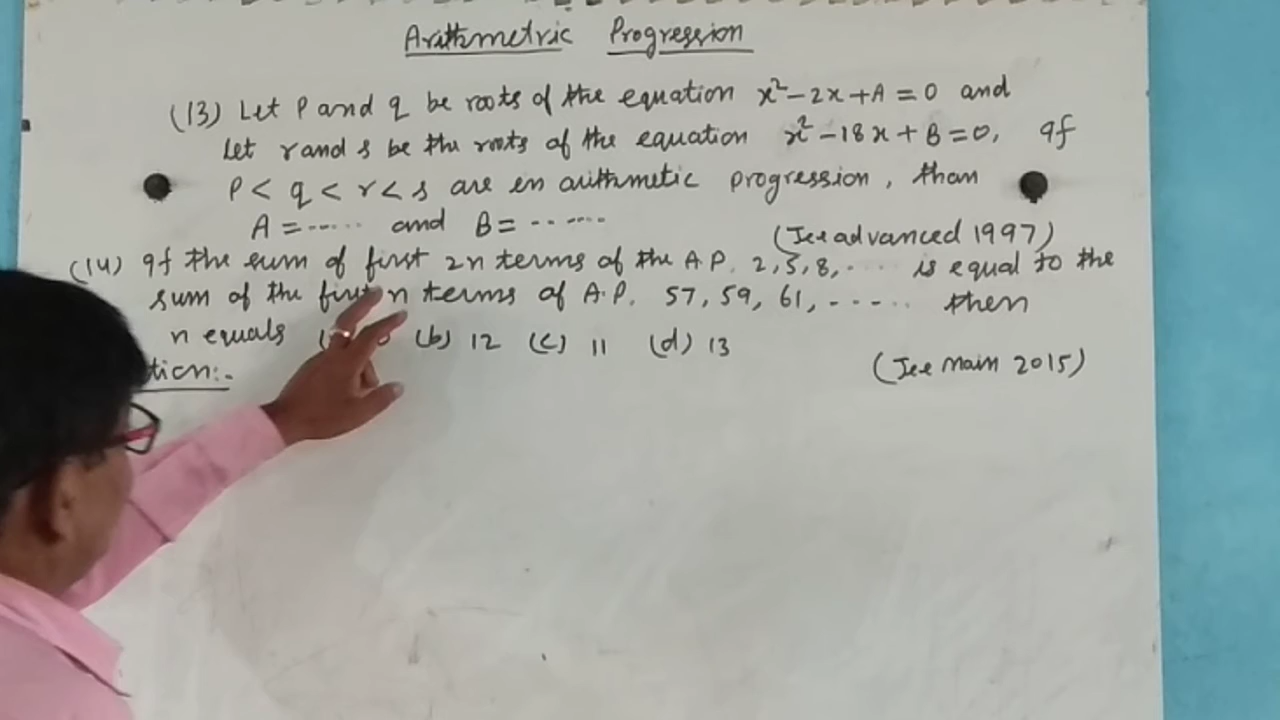 Arithmetric Progression
(13) Let P and q be roots of the equation x²-2x+A=0 and
Let r and s be the roots of the equation x²-18x+B=0, If
P<q<r<s are in arithmetic progression, than
A=..... and B=.......
(Jee advanced 1997)
(14) If the sum of first 2n terms of the A.P. 2,5,8,.... is equal to the
sum of the first n terms of A.P. 57, 59, 61, ...... then
n equals (b) 12 (c) 11 (d) 13
(Jee main 2015)
tion:-